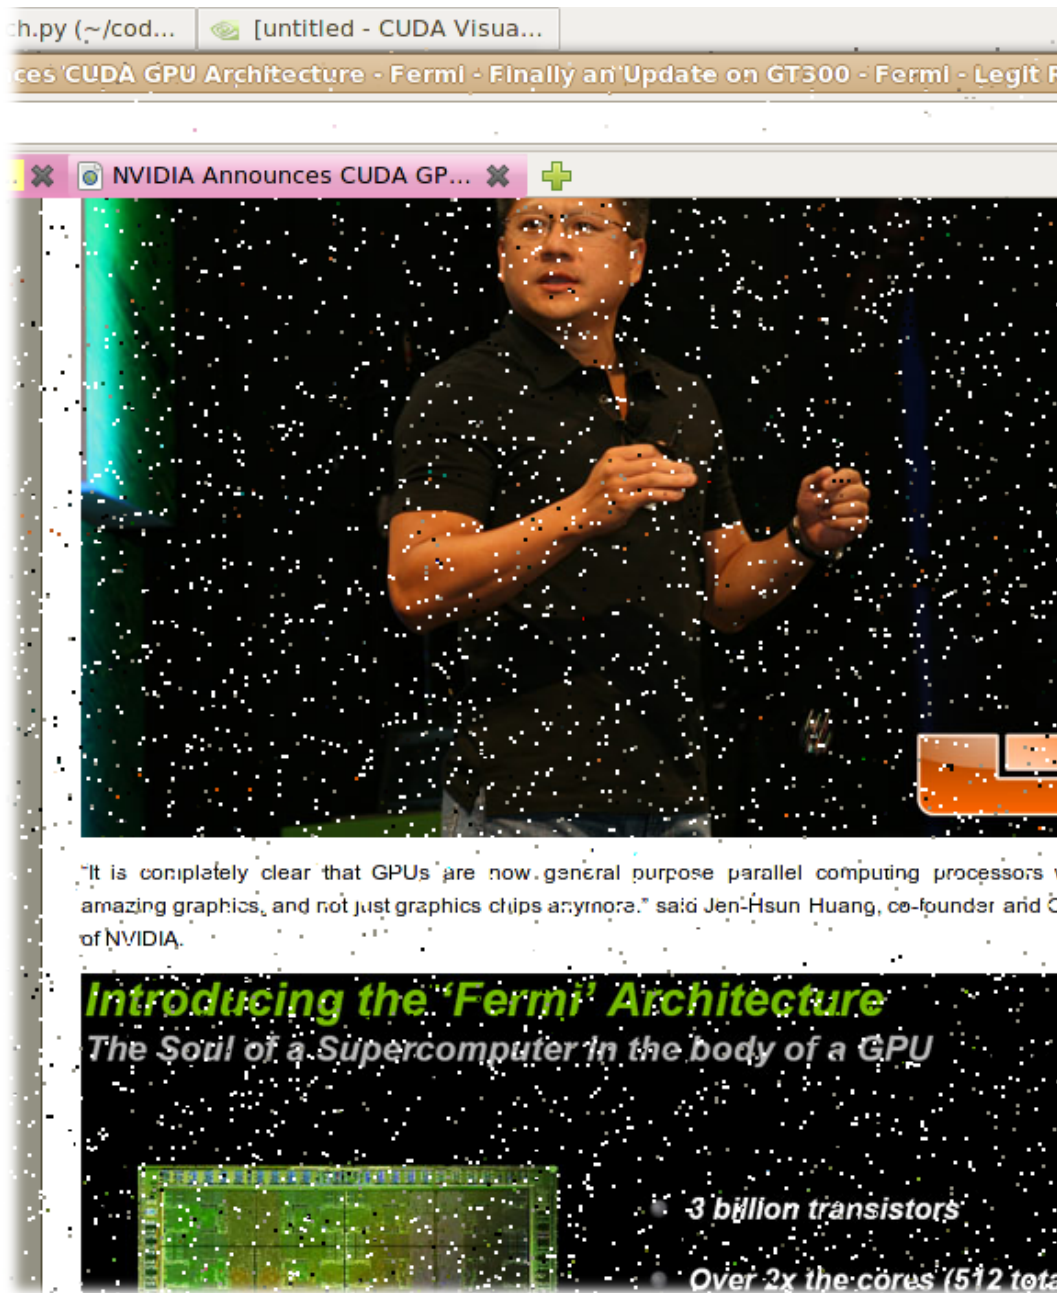 ch.py (~/cod... [untitled - CUDA Visua...
ces CUDA GPU Architecture - Fermi - Finally an Update on GT300 - Fermi - Legit R
NVIDIA Announces CUDA GP...
"It is completely clear that GPUs are now general purpose parallel computing processors w
amazing graphics, and not just graphics chips anymore." said Jen-Hsun Huang, co-founder and C
of NVIDIA.
Introducing the 'Fermi' Architecture
The Soul of a Supercomputer in the body of a GPU
3 billion transistors
Over 2x the cores (512 tota